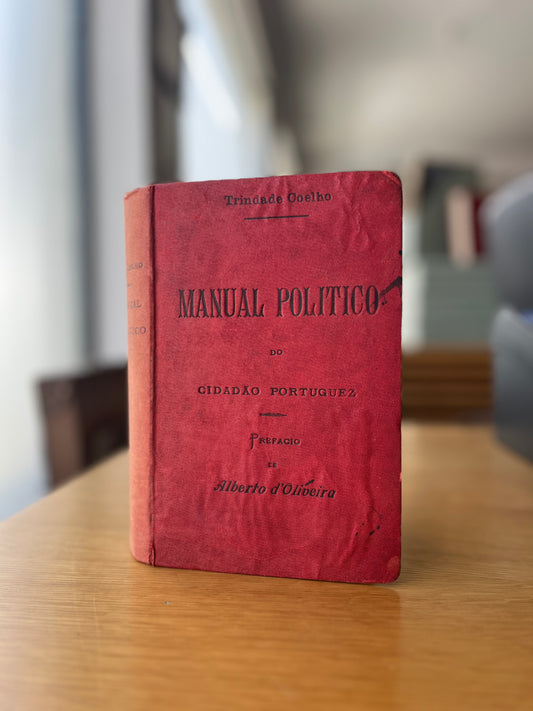 Trindade Coelho
MANUAL POLITICO
DO
CIDADÃO PORTUGUEZ
PREFACIO
DE
Alberto d'Oliveira